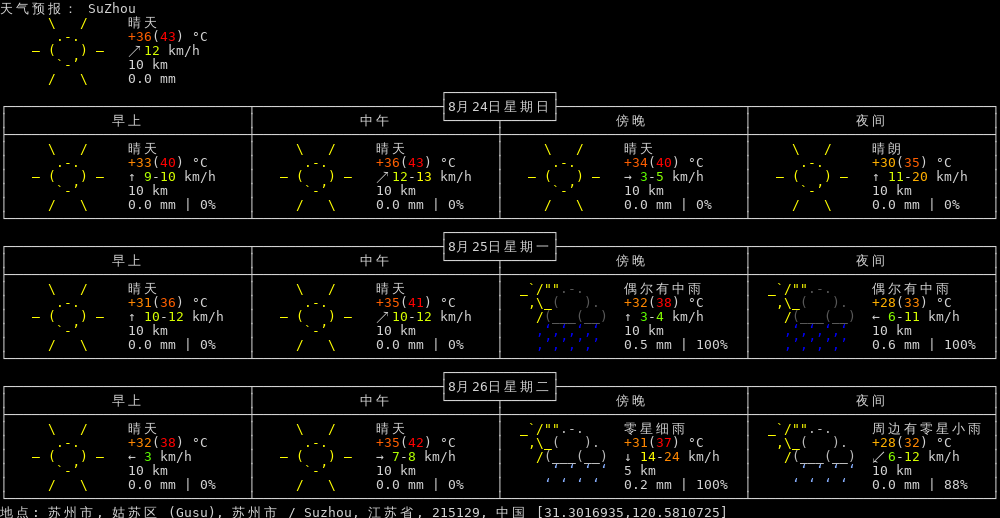 天气预报： SuZhou
晴天
+36(43) °C
↗ 12 km/h
10 km
0.0 mm
8月24日星期日
早上 中午 傍晚 夜间
晴天 晴天 晴天 晴朗
+33(40) °C +36(43) °C +34(40) °C +30(35) °C
↑ 9-10 km/h ↗ 12-13 km/h → 3-5 km/h ↑ 11-20 km/h
10 km 10 km 10 km 10 km
0.0 mm | 0% 0.0 mm | 0% 0.0 mm | 0% 0.0 mm | 0%
8月25日星期一
早上 中午 傍晚 夜间
晴天 晴天 偶尔有中雨 偶尔有中雨
+31(36) °C +35(41) °C +32(38) °C +28(33) °C
↑ 10-12 km/h ↗ 10-12 km/h ↑ 3-4 km/h ← 6-11 km/h
10 km 10 km 10 km 10 km
0.0 mm | 0% 0.0 mm | 0% 0.5 mm | 100% 0.6 mm | 100%
8月26日星期二
早上 中午 傍晚 夜间
晴天 晴天 零星细雨 周边有零星小雨
+32(38) °C +35(42) °C +31(37) °C +28(32) °C
← 3 km/h → 7-8 km/h ↓ 14-24 km/h ↙ 6-12 km/h
10 km 10 km 5 km 10 km
0.0 mm | 0% 0.0 mm | 0% 0.2 mm | 100% 0.0 mm | 88%
地点: 苏州市, 姑苏区 (Gusu), 苏州市 / Suzhou, 江苏省, 215129, 中国 [31.3016935,120.5810725]